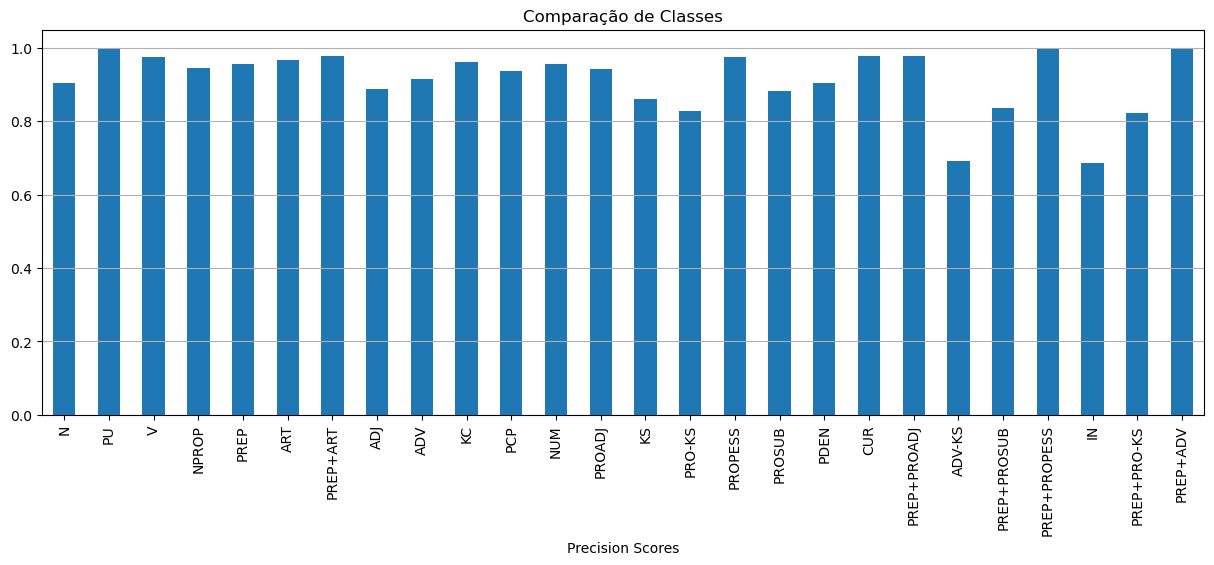 Comparação de Classes
1.0
0.8
0.6
0.4
0.2
0.0
N
PU
V
NPROP
PREP
ART
PREP+ART
ADJ
ADV
KC
PCP
NUM
PROADJ
KS
PRO-KS
PROPESS
PROSUB
PDEN
CUR
PREP+PROADJ
ADV-KS
PREP+PROSUB
PREP+PROPESS
IN
PREP+PRO-KS
PREP+ADV
Precision Scores